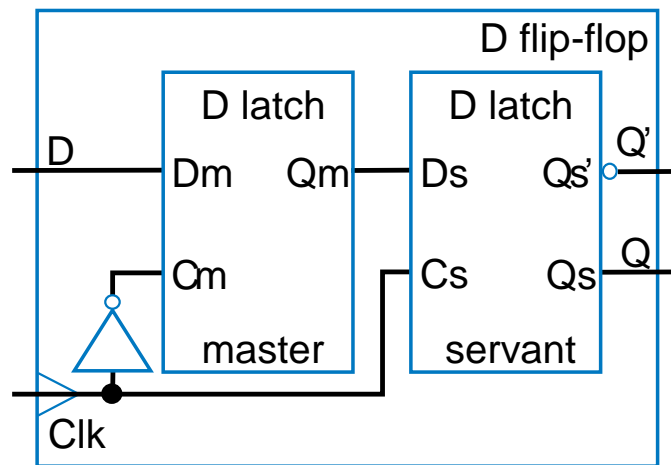 D flip-flop
D latch
D latch
D
Q’
Dm
Qm
Ds
Qs’
Q
Cm
Cs
Qs
master
servant
Clk